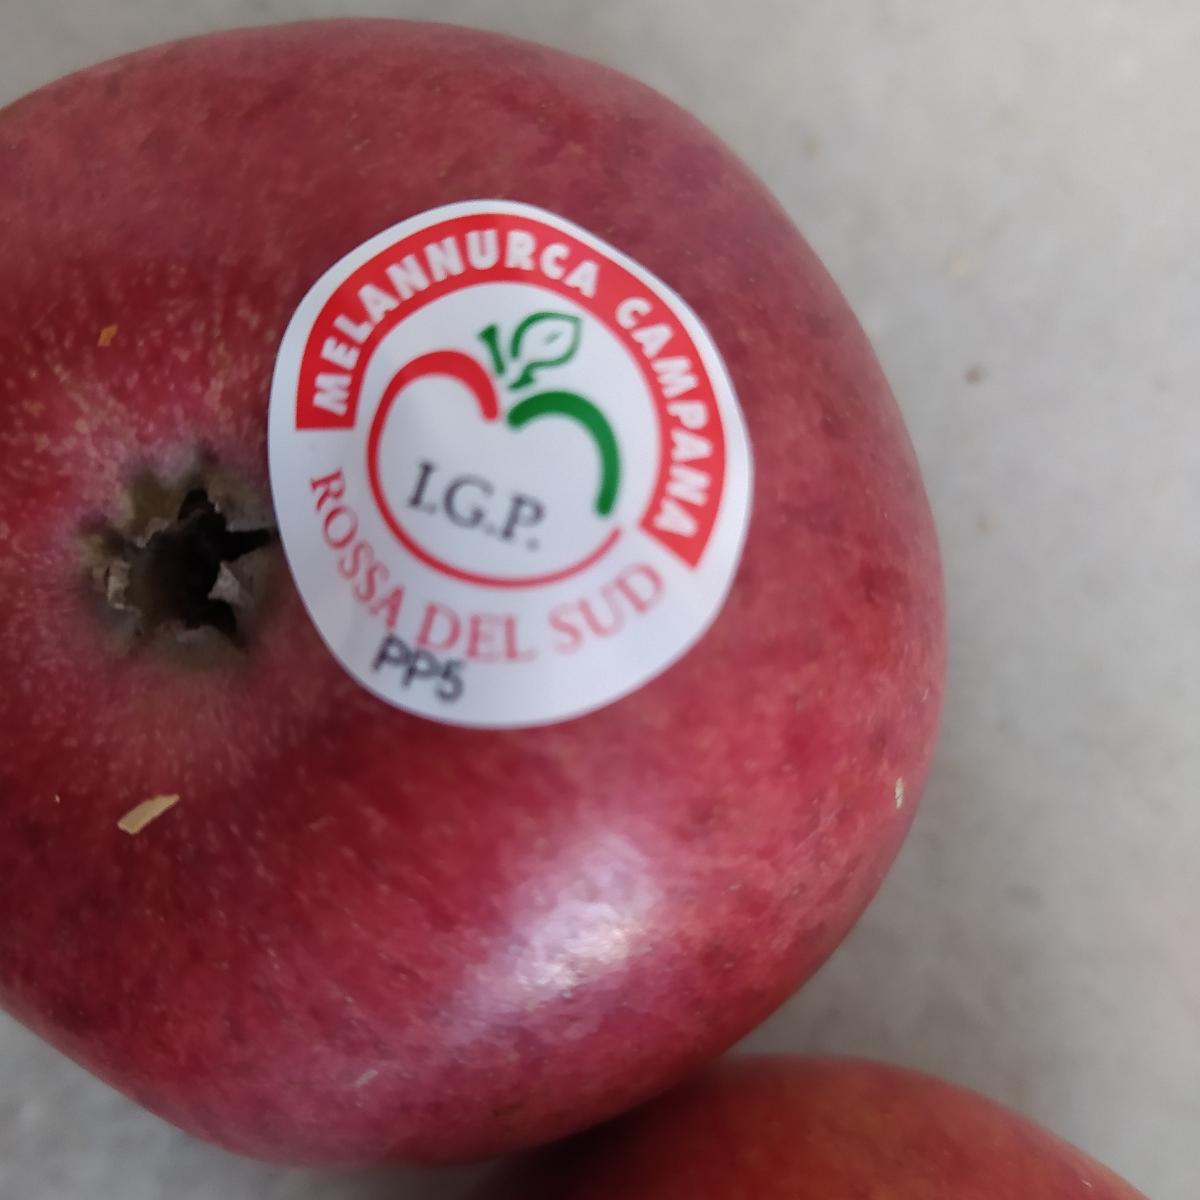 MELANNURCA CAMPANA
I.G.P.
ROSSA DEL SUD
PP5